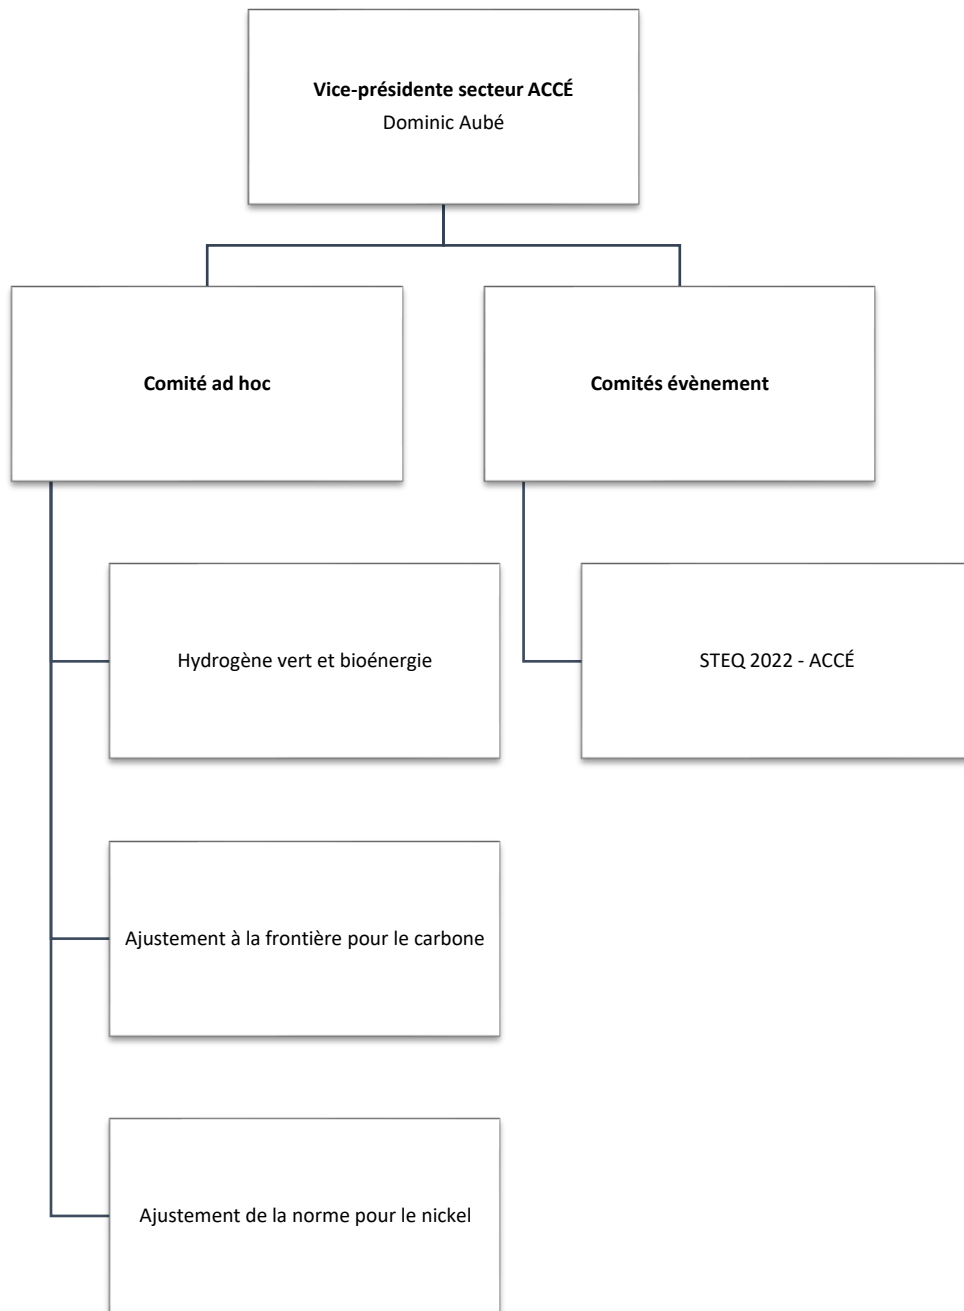 Vice-présidente secteur ACCÉ
Dominic Aubé
Comité ad hoc
Comités évènement
Hydrogène vert et bioénergie
STEQ 2022 - ACCÉ
Ajustement à la frontière pour le carbone
Ajustement de la norme pour le nickel